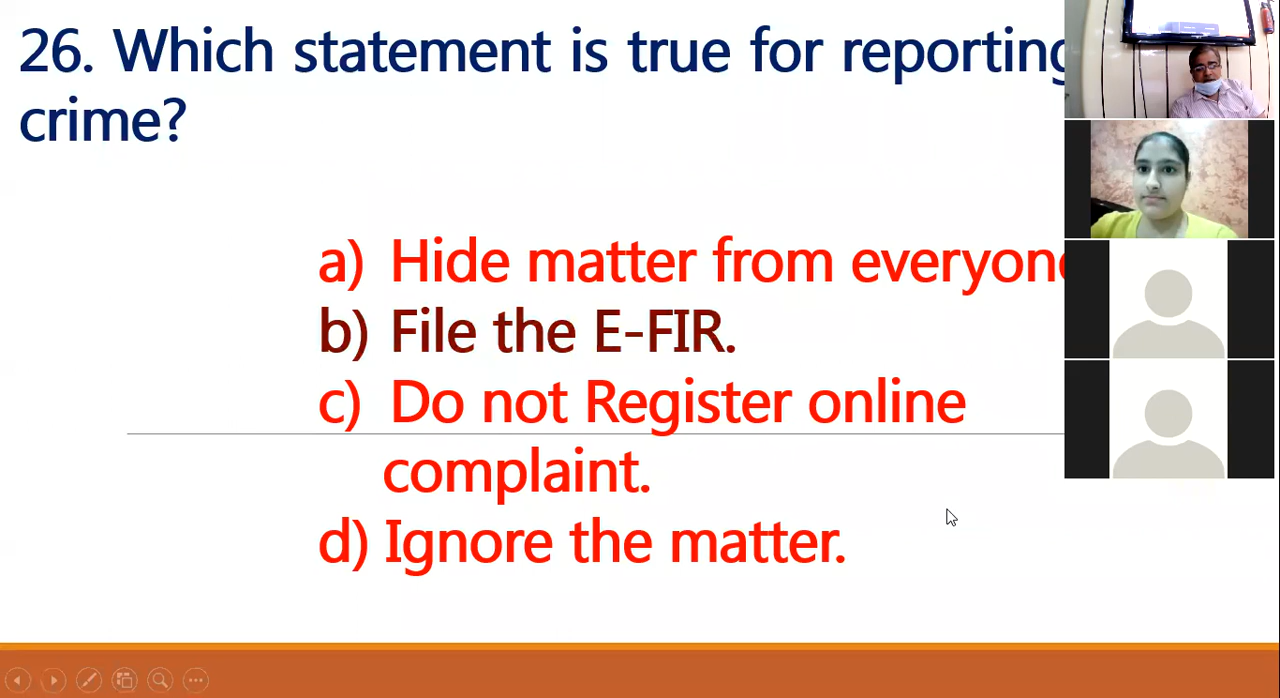 26. Which statement is true for reporting
crime?
a) Hide matter from everyone
b) File the E-FIR.
c) Do not Register online
complaint.
d) Ignore the matter.